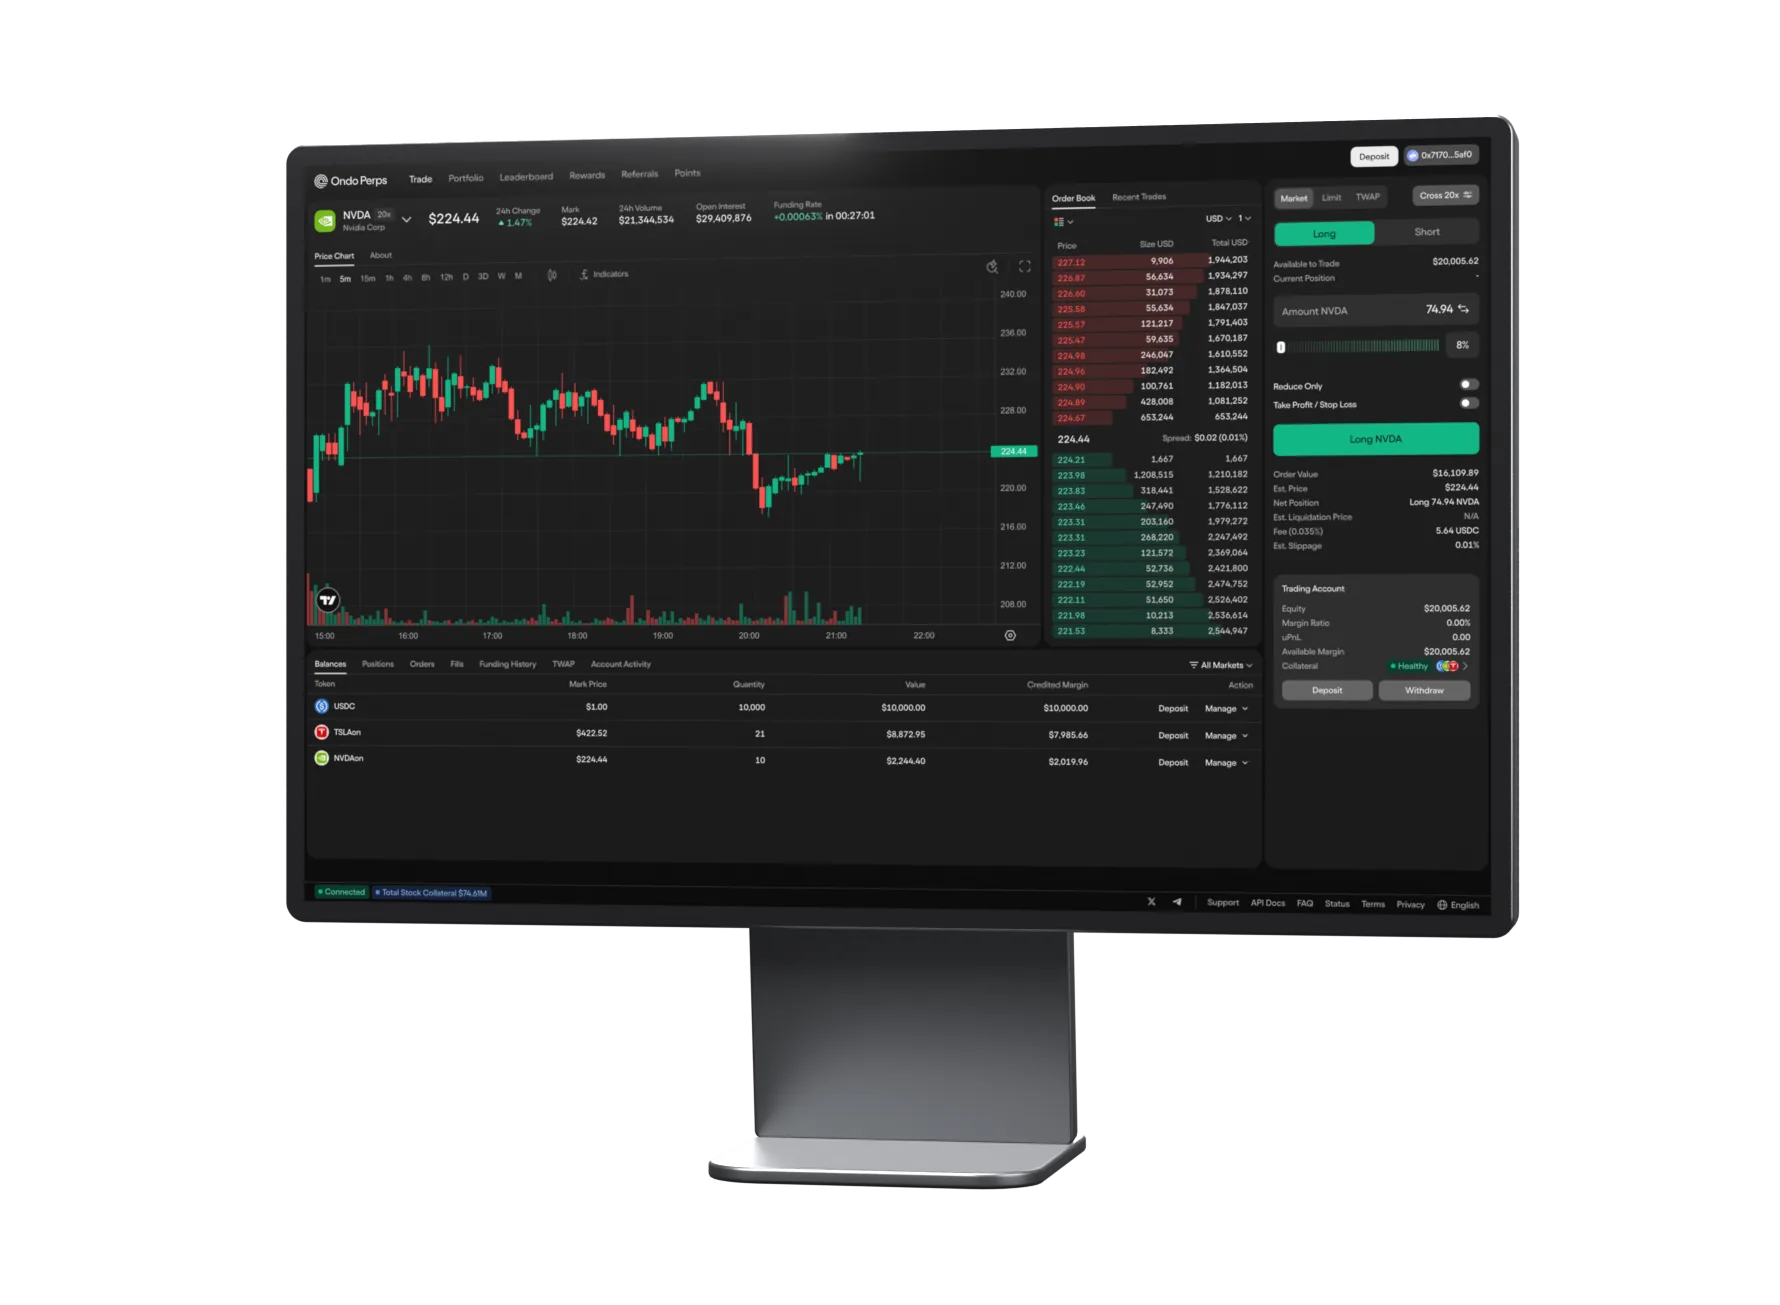 Ondo Perps Trade Portfolio Leaderboard Rewards Referrals Points Deposit 0x7170...5af0
NVDA 20x
Nvidia Corp
$224.44
24h Change
1.47%
Mark
$224.42
24h Volume
$21,344,534
Open Interest
$29,409,876
Funding Rate
+0.00063% in 00:27:01
Price Chart About
1m 5m 15m 1h 4h 8h 12h D 3D W M Indicators
240.00
236.00
232.00
228.00
224.44
220.00
216.00
212.00
208.00
15:00 16:00 17:00 18:00 19:00 20:00 21:00 22:00
Order Book Recent Trades
USD 1
Price Size USD Total USD
227.12 9,906 1,944,203
226.87 56,634 1,934,297
226.60 31,073 1,878,110
225.58 55,634 1,847,037
225.57 121,217 1,791,403
225.47 59,635 1,670,187
224.98 246,047 1,610,552
224.96 182,492 1,364,504
224.90 100,761 1,182,013
224.89 428,008 1,081,252
224.67 653,244 653,244
224.44 Spread: $0.02 (0.01%)
224.21 1,667 1,667
223.98 1,208,515 1,210,182
223.83 318,441 1,528,622
223.46 247,490 1,776,112
223.31 203,160 1,979,272
223.31 268,220 2,247,492
223.23 121,572 2,369,064
222.44 52,736 2,421,800
222.19 52,952 2,474,752
222.11 51,650 2,526,402
221.98 10,213 2,536,614
221.53 8,333 2,544,947
Market Limit TWAP Cross 20x
Long Short
Available to Trade $20,005.62
Current Position -
Amount NVDA 74.94
8%
Reduce Only
Take Profit / Stop Loss
Long NVDA
Order Value $16,109.89
Est. Price $224.44
Net Position Long 74.94 NVDA
Est. Liquidation Price N/A
Fee (0.035%) 5.64 USDC
Est. Slippage 0.01%
Trading Account
Equity $20,005.62
Margin Ratio 0.00%
uPnL 0.00
Available Margin $20,005.62
Collateral Healthy
Deposit Withdraw
Balances Positions Orders Fills Funding History TWAP Account Activity All Markets
Token Mark Price Quantity Value Credited Margin Action
USDC $1.00 10,000 $10,000.00 $10,000.00 Deposit Manage
TSLAon $422.52 21 $8,872.95 $7,985.66 Deposit Manage
NVDAon $224.44 10 $2,244.40 $2,019.96 Deposit Manage
Connected Total Stock Collateral $74.61M
Support API Docs FAQ Status Terms Privacy English